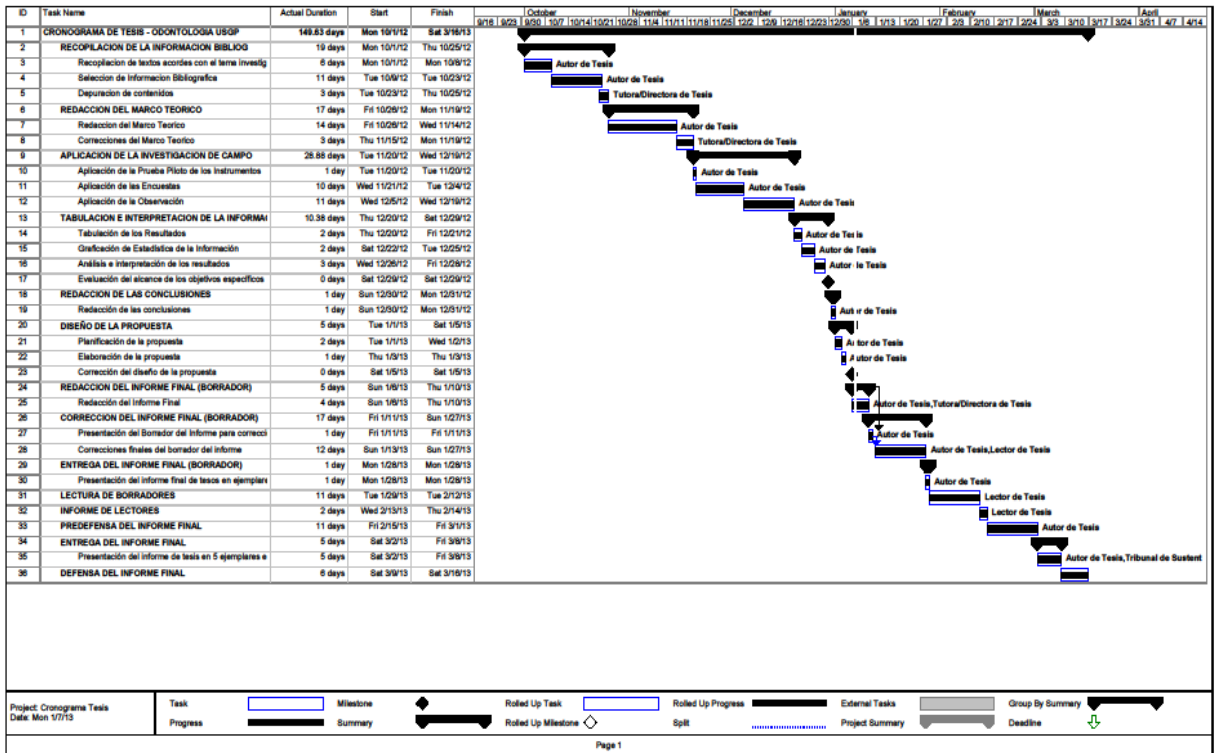 ID Task Name Actual Duration Start Finish October November December January February March April
9/16 9/23 9/30 10/7 10/14 10/21 10/28 11/4 11/11 11/18 11/25 12/2 12/9 12/16 12/23 12/30 1/6 1/13 1/20 1/27 2/3 2/10 2/17 2/24 3/3 3/10 3/17 3/24 3/31 4/7 4/14
1 CRONOGRAMA DE TESIS - ODONTOLOGIA USGP 149.63 days Mon 10/1/12 Sat 3/16/13
2 RECOPILACION DE LA INFORMACION BIBLIOG 19 days Mon 10/1/12 Thu 10/25/12
3 Recopilacion de textos acordes con el tema investig 6 days Mon 10/1/12 Mon 10/8/12 Autor de Tesis
4 Seleccion de Informacion Bibliografica 11 days Tue 10/9/12 Tue 10/23/12 Autor de Tesis
5 Depuracion de contenidos 3 days Tue 10/23/12 Thu 10/25/12 Tutora/Directora de Tesis
6 REDACCION DEL MARCO TEORICO 17 days Fri 10/26/12 Mon 11/19/12
7 Redaccion del Marco Teorico 14 days Fri 10/26/12 Wed 11/14/12 Autor de Tesis
8 Correcciones del Marco Teorico 3 days Thu 11/15/12 Mon 11/19/12 Tutora/Directora de Tesis
9 APLICACION DE LA INVESTIGACION DE CAMPO 28.88 days Tue 11/20/12 Wed 12/19/12
10 Aplicación de la Prueba Piloto de los Instrumentos 1 day Tue 11/20/12 Tue 11/20/12 Autor de Tesis
11 Aplicación de las Encuestas 10 days Wed 11/21/12 Tue 12/4/12 Autor de Tesis
12 Aplicación de la Observación 11 days Wed 12/5/12 Wed 12/19/12 Autor de Tesis
13 TABULACION E INTERPRETACION DE LA INFORMA 10.38 days Thu 12/20/12 Sat 12/29/12
14 Tabulación de los Resultados 2 days Thu 12/20/12 Fri 12/21/12 Autor de Tesis
15 Graficación de Estadística de la Información 2 days Sat 12/22/12 Tue 12/25/12 Autor de Tesis
16 Análisis e interpretación de los resultados 3 days Wed 12/26/12 Fri 12/28/12 Autor de Tesis
17 Evaluación del alcance de los objetivos específicos 0 days Sat 12/29/12 Sat 12/29/12
18 REDACCION DE LAS CONCLUSIONES 1 day Sun 12/30/12 Mon 12/31/12
19 Redacción de las conclusiones 1 day Sun 12/30/12 Mon 12/31/12 Autor de Tesis
20 DISEÑO DE LA PROPUESTA 5 days Tue 1/1/13 Sat 1/5/13
21 Planificación de la propuesta 2 days Tue 1/1/13 Wed 1/2/13 Autor de Tesis
22 Elaboración de la propuesta 1 day Thu 1/3/13 Thu 1/3/13 Autor de Tesis
23 Corrección del diseño de la propuesta 0 days Sat 1/5/13 Sat 1/5/13
24 REDACCION DEL INFORME FINAL (BORRADOR) 5 days Sun 1/6/13 Thu 1/10/13
25 Redacción del Informe Final 4 days Sun 1/6/13 Thu 1/10/13 Autor de Tesis,Tutora/Directora de Tesis
26 CORRECCION DEL INFORME FINAL (BORRADOR) 17 days Fri 1/11/13 Sun 1/27/13
27 Presentación del Borrador del Informe para correcci 1 day Fri 1/11/13 Fri 1/11/13 Autor de Tesis
28 Correcciones finales del borrador del informe 12 days Sun 1/13/13 Sun 1/27/13 Autor de Tesis,Lector de Tesis
29 ENTREGA DEL INFORME FINAL (BORRADOR) 1 day Mon 1/28/13 Mon 1/28/13
30 Presentación del informe final de tesos en ejemplare 1 day Mon 1/28/13 Mon 1/28/13 Autor de Tesis
31 LECTURA DE BORRADORES 11 days Tue 1/29/13 Tue 2/12/13 Lector de Tesis
32 INFORME DE LECTORES 2 days Wed 2/13/13 Thu 2/14/13 Lector de Tesis
33 PREDEFENSA DEL INFORME FINAL 11 days Fri 2/15/13 Fri 3/1/13 Autor de Tesis
34 ENTREGA DEL INFORME FINAL 5 days Sat 3/2/13 Fri 3/8/13
35 Presentación del informe de tesis en 5 ejemplares e 5 days Sat 3/2/13 Fri 3/8/13 Autor de Tesis,Tribunal de Sustent
36 DEFENSA DEL INFORME FINAL 6 days Sat 3/9/13 Sat 3/16/13
Project: Cronograma Tesis
Date: Mon 1/7/13
Task Milestone Rolled Up Task Rolled Up Progress External Tasks Group By Summary
Progress Summary Rolled Up Milestone Split Project Summary Deadline
Page 1